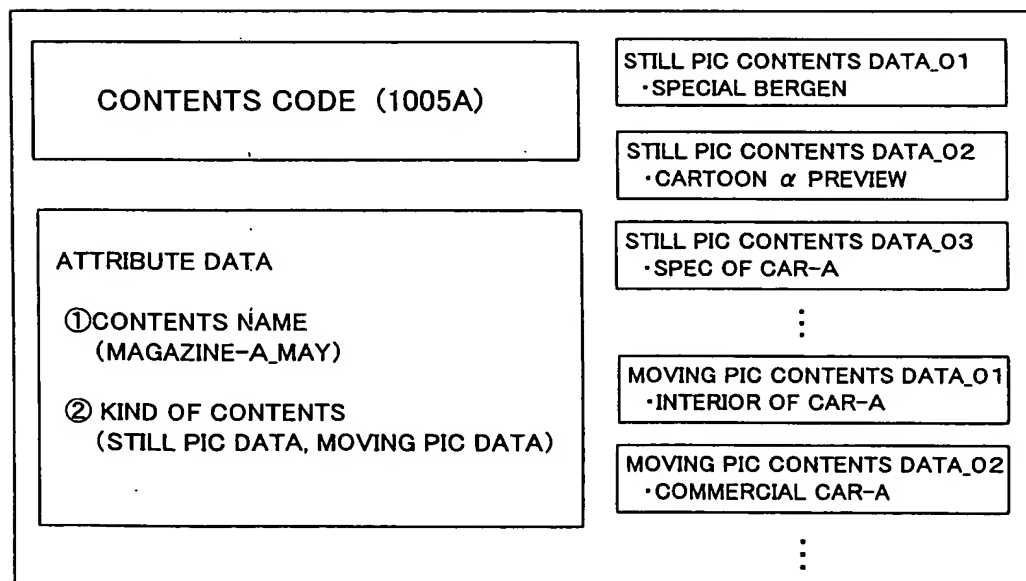 CONTENTS CODE (1005A)
ATTRIBUTE DATA
①CONTENTS NAME
(MAGAZINE-A_MAY)
② KIND OF CONTENTS
(STILL PIC DATA, MOVING PIC DATA)
STILL PIC CONTENTS DATA_01
・SPECIAL BERGEN
STILL PIC CONTENTS DATA_02
・CARTOON α PREVIEW
STILL PIC CONTENTS DATA_03
・SPEC OF CAR-A
⋮
MOVING PIC CONTENTS DATA_01
・INTERIOR OF CAR-A
MOVING PIC CONTENTS DATA_02
・COMMERCIAL CAR-A
⋮